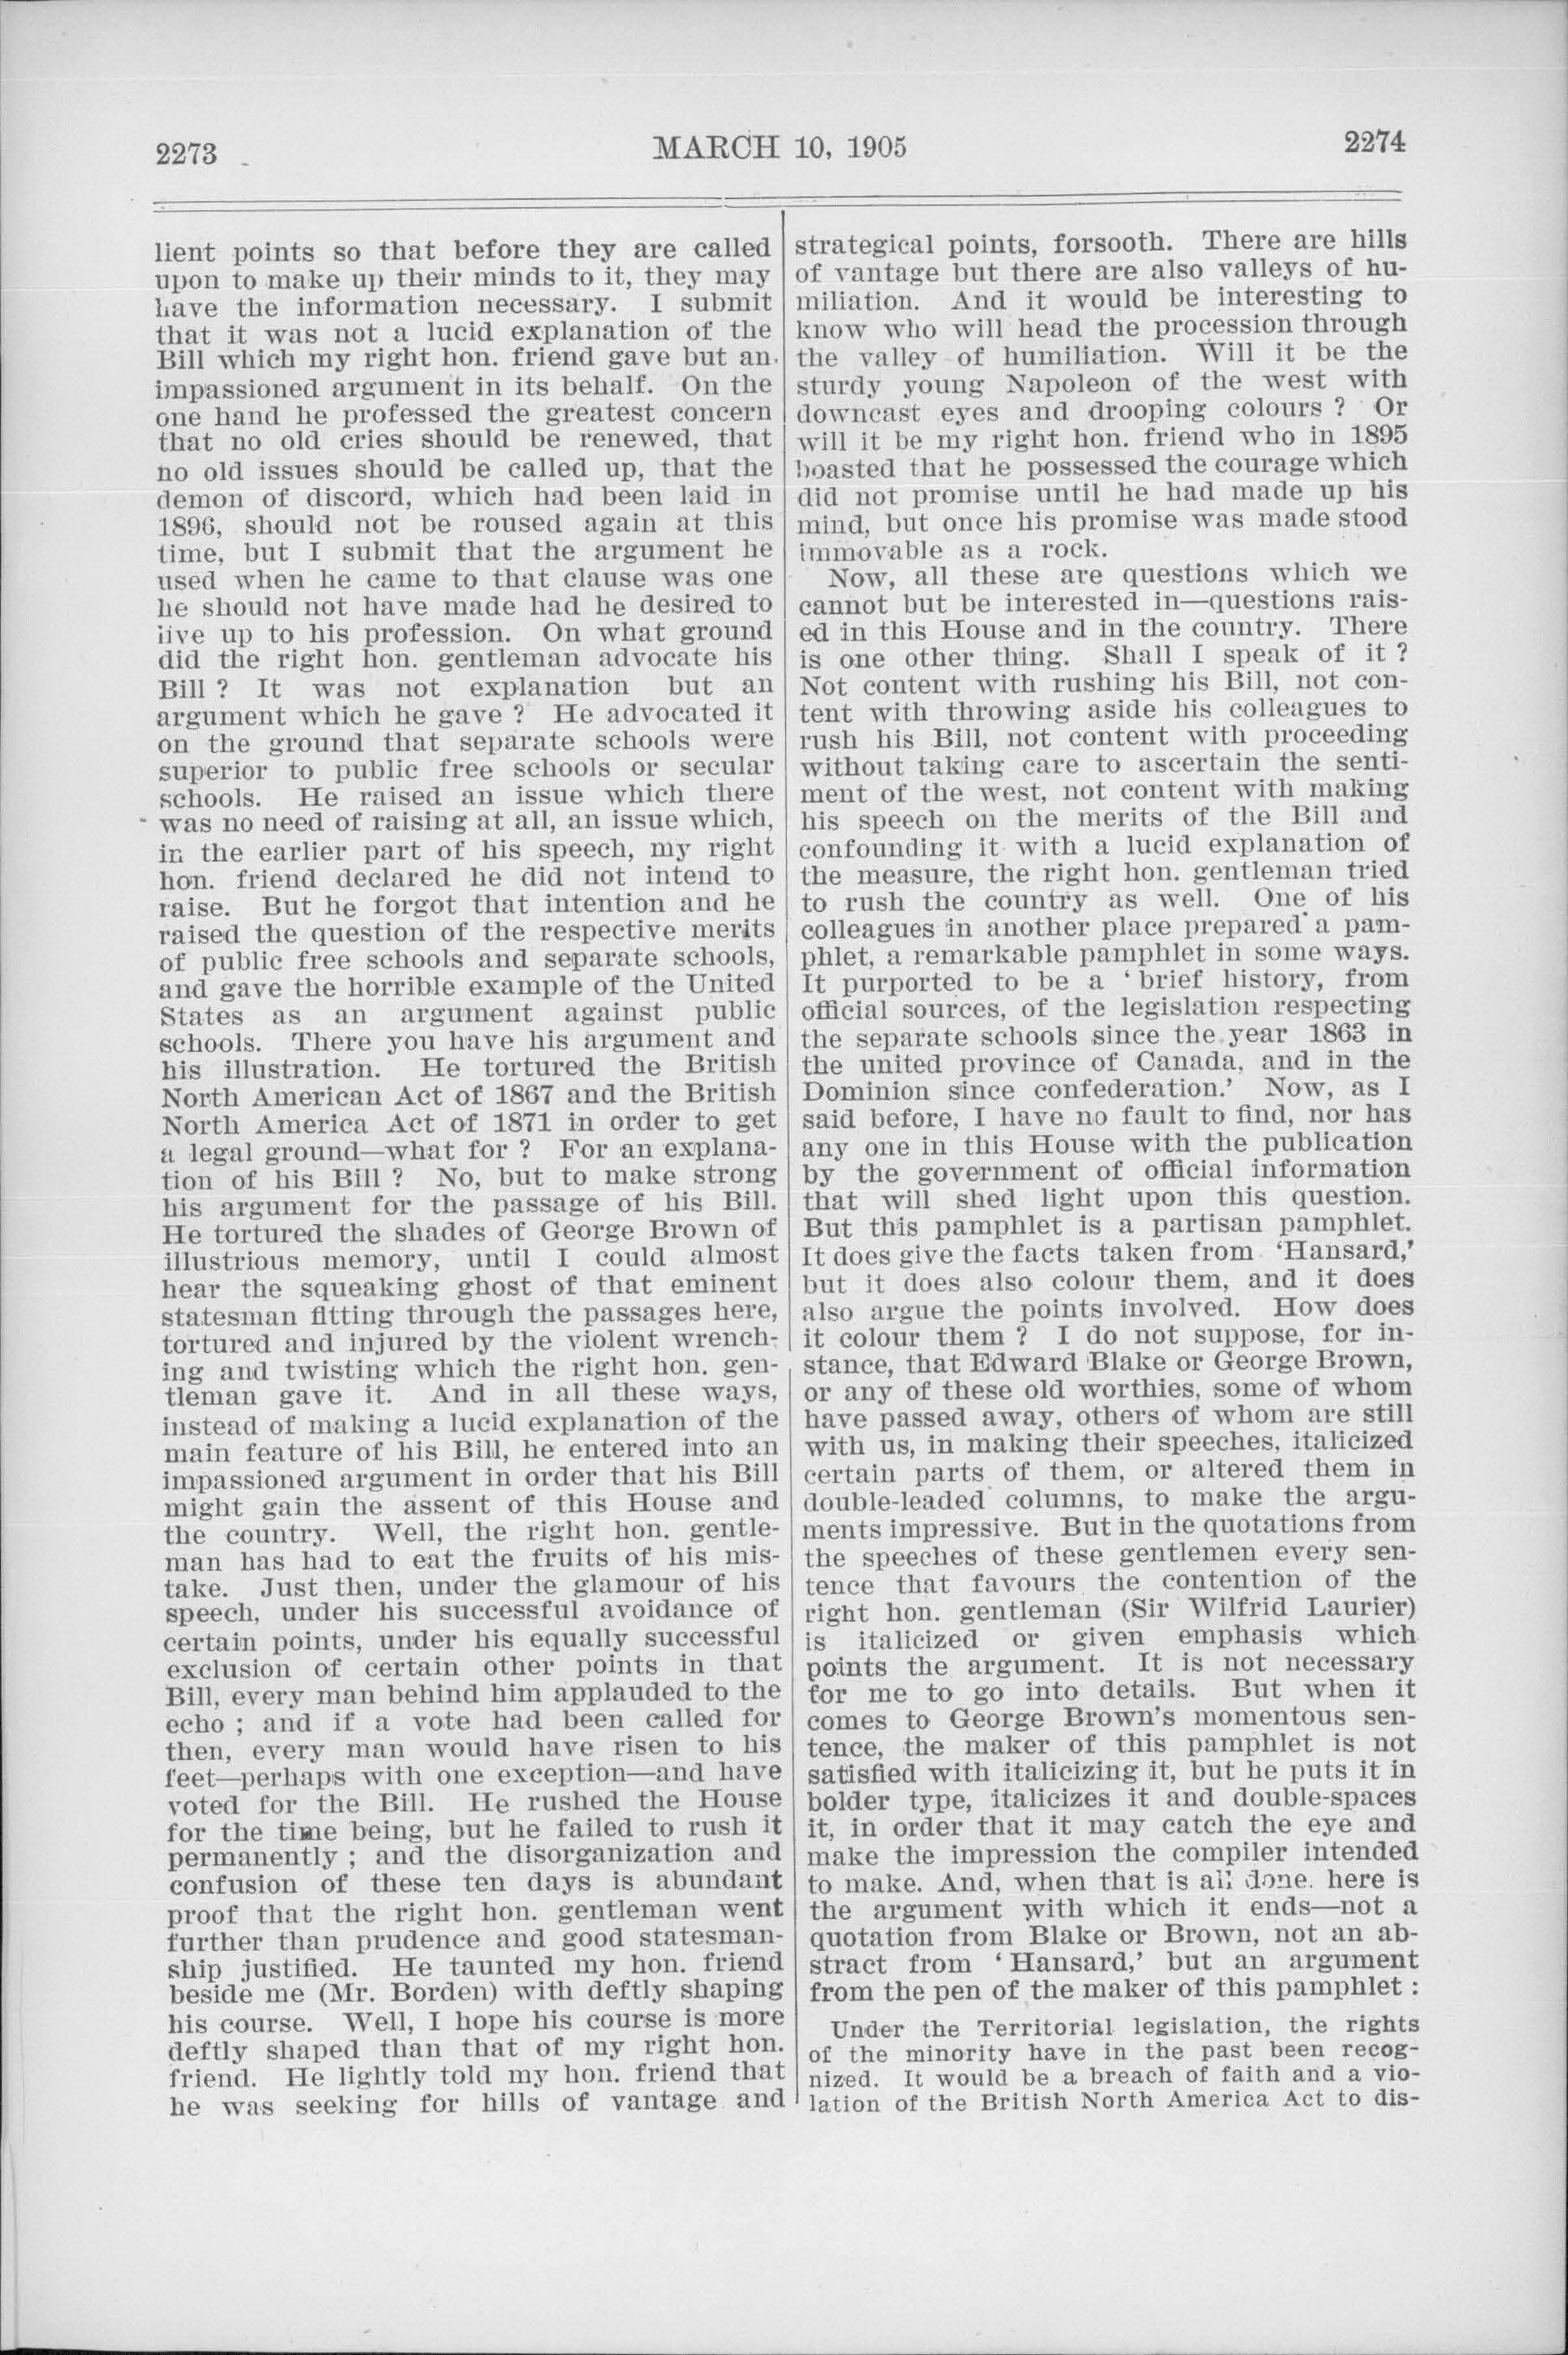 2273
MARCH 10, 1905
2274
lient points so that before they are called
upon to make up their minds to it, they may
have the information necessary. I submit
that it was not a lucid explanation of the
Bill which my right hon. friend gave but an
impassioned argument in its behalf. On the
one hand he professed the greatest concern
that no old cries should be renewed, that
no old issues should be called up, that the
demon of discord, which had been laid in
1896, should not be roused again at this
time, but I submit that the argument he
used when he came to that clause was one
he should not have made had he desired to
live up to his profession. On what ground
did the right hon. gentleman advocate his
Bill ? It was not explanation but an
argument which he gave ? He advocated it
on the ground that separate schools were
superior to public free schools or secular
schools. He raised an issue which there
was no need of raising at all, an issue which,
in the earlier part of his speech, my right
hon. friend declared he did not intend to
raise. But he forgot that intention and he
raised the question of the respective merits
of public free schools and separate schools,
and gave the horrible example of the United
States as an argument against public
schools. There you have his argument and
his illustration. He tortured the British
North American Act of 1867 and the British
North America Act of 1871 in order to get
a legal ground—what for ? For an explana-
tion of his Bill ? No, but to make strong
his argument for the passage of his Bill.
He tortured the shades of George Brown of
illustrious memory, until I could almost
hear the squeaking ghost of that eminent
statesman flitting through the passages here,
tortured and injured by the violent wrench-
ing and twisting which the right hon. gen-
tleman gave it. And in all these ways,
instead of making a lucid explanation of the
main feature of his Bill, he entered into an
impassioned argument in order that his Bill
might gain the assent of this House and
the country. Well, the right hon. gentle-
man has had to eat the fruits of his mis-
take. Just then, under the glamour of his
speech, under his successful avoidance of
certain points, under his equally successful
exclusion of certain other points in that
Bill, every man behind him applauded to the
echo ; and if a vote had been called for
then, every man would have risen to his
feet—perhaps with one exception—and have
voted for the Bill. He rushed the House
for the time being, but he failed to rush it
permanently ; and the disorganization and
confusion of these ten days is abundant
proof that the right hon. gentleman went
further than prudence and good statesman-
ship justified. He taunted my hon. friend
beside me (Mr. Borden) with deftly shaping
his course. Well, I hope his course is more
deftly shaped than that of my right hon.
friend. He lightly told my hon. friend that
he was seeking for hills of vantage and
strategical points, forsooth. There are hills
of vantage but there are also valleys of hu-
miliation. And it would be interesting to
know who will head the procession through
the valley of humiliation. Will it be the
sturdy young Napoleon of the west with
downcast eyes and drooping colours ? Or
will it be my right hon. friend who in 1895
boasted that he possessed the courage which
did not promise until he had made up his
mind, but once his promise was made stood
immovable as a rock.
Now, all these are questions which we
cannot but be interested in—questions rais-
ed in this House and in the country. There
is one other thing. Shall I speak of it ?
Not content with rushing his Bill, not con-
tent with throwing aside his colleagues to
rush his Bill, not content with proceeding
without taking care to ascertain the senti-
ment of the west, not content with making
his speech on the merits of the Bill and
confounding it with a lucid explanation of
the measure, the right hon. gentleman tried
to rush the country as well. One of his
colleagues in another place prepared a pam-
phlet, a remarkable pamphlet in some ways.
It purported to be a ‘ brief history, from
official sources, of the legislation respecting
the separate schools since the year 1863 in
the united province of Canada, and in the
Dominion since confederation.’ Now, as I
said before, I have no fault to find, nor has
any one in this House with the publication
by the government of official information
that will shed light upon this question.
But this pamphlet is a partisan pamphlet.
It does give the facts taken from ‘Hansard,’
but it does also colour them, and it does
also argue the points involved. How does
it colour them ? I do not suppose, for in-
stance, that Edward Blake or George Brown,
or any of these old worthies, some of whom
have passed away, others of whom are still
with us, in making their speeches, italicized
certain parts of them, or altered them in
double-leaded columns, to make the argu-
ments impressive. But in the quotations from
the speeches of these gentlemen every sen-
tence that favours the contention of the
right hon. gentleman (Sir Wilfrid Laurier)
is italicized or given emphasis which
points the argument. It is not necessary
for me to go into details. But when it
comes to George Brown’s momentous sen-
tence, the maker of this pamphlet is not
satisfied with italicizing it, but he puts it in
bolder type, italicizes it and double-spaces
it, in order that it may catch the eye and
make the impression the compiler intended
to make. And, when that is all done. here is
the argument with which it ends—not a
quotation from Blake or Brown, not an ab-
stract from ‘ Hansard,’ but an argument
from the pen of the maker of this pamphlet :
Under the Territorial legislation, the rights
of the minority have in the past been recog-
nized. It would be a breach of faith and a vio-
lation of the British North America Act to dis-